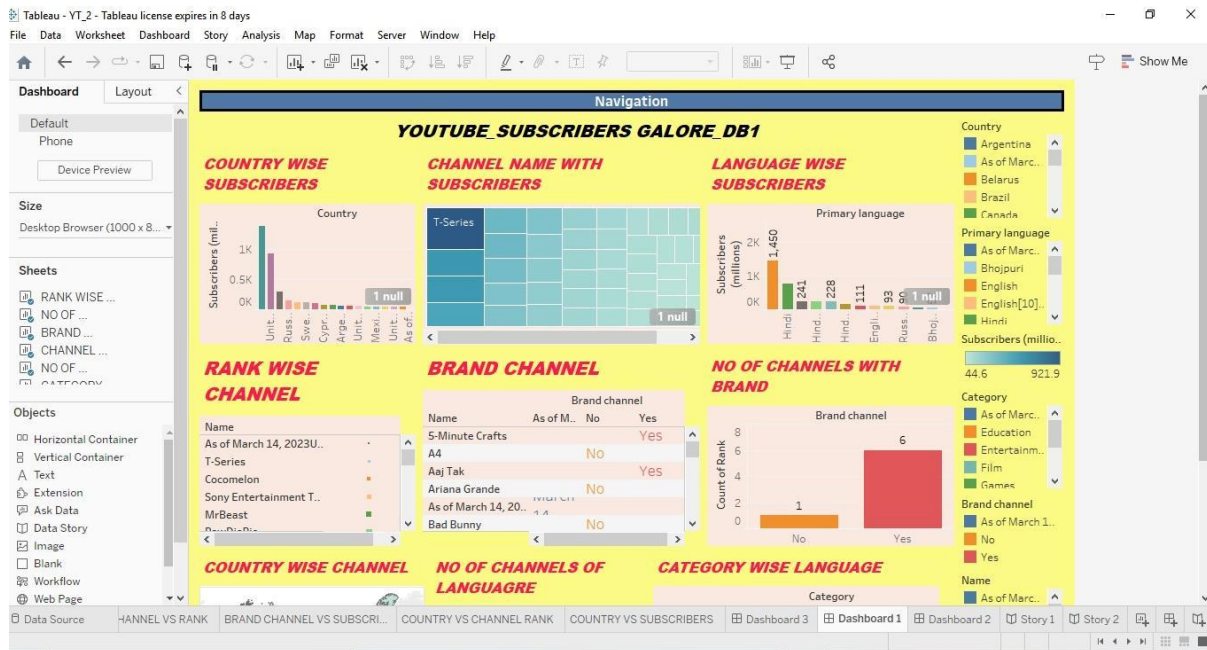 Tableau - YT_2 - Tableau license expires in 8 days
File Data Worksheet Dashboard Story Analysis Map Format Server Window Help
Show Me
Dashboard Layout
Default
Phone
Device Preview
Size
Desktop Browser (1000 x 8...
Sheets
RANK WISE ...
NO OF ...
BRAND ...
CHANNEL ...
NO OF ...
CATEGORY
Objects
Horizontal Container
Vertical Container
Text
Extension
Ask Data
Data Story
Image
Blank
Workflow
Web Page
Navigation
YOUTUBE_SUBSCRIBERS GALORE_DB1
COUNTRY WISE
SUBSCRIBERS
Country
Subscribers (mil..
1K
0.5K
0K
1 null
Unit..
Russ..
Swe..
Cypr..
Arge..
Unit..
Mexi..
Unit..
As of..
CHANNEL NAME WITH
SUBSCRIBERS
T-Series
1 null
LANGUAGE WISE
SUBSCRIBERS
Primary language
Subscribers
(millions)
2K
1K
0K
1,450
241
228
111
93
1 null
Hindi
Hind..
Hind..
Engli..
Russ..
Bhoj..
RANK WISE
CHANNEL
Name
As of March 14, 2023U..
T-Series
Cocomelon
Sony Entertainment T..
MrBeast
PewDiePie
BRAND CHANNEL
Brand channel
Name As of M.. No Yes
5-Minute Crafts Yes
A4 No
Aaj Tak Yes
Ariana Grande No
As of March 14, 20.. March
14
Bad Bunny No
NO OF CHANNELS WITH
BRAND
Brand channel
Count of Rank
8
6
4
2
0
1
6
No Yes
COUNTRY WISE CHANNEL
NO OF CHANNELS OF
LANGUAGRE
CATEGORY WISE LANGUAGE
Category
Country
Argentina
As of Marc..
Belarus
Brazil
Canada
Primary language
As of Marc..
Bhojpuri
English
English[10]..
Hindi
Subscribers (millio..
44.6 921.9
Category
As of Marc..
Education
Entertainm..
Film
Games
Brand channel
As of March 1..
No
Yes
Name
As of Marc..
Data Source HANNEL VS RANK BRAND CHANNEL VS SUBSCRI... COUNTRY VS CHANNEL RANK COUNTRY VS SUBSCRIBERS Dashboard 3 Dashboard 1 Dashboard 2 Story 1 Story 2